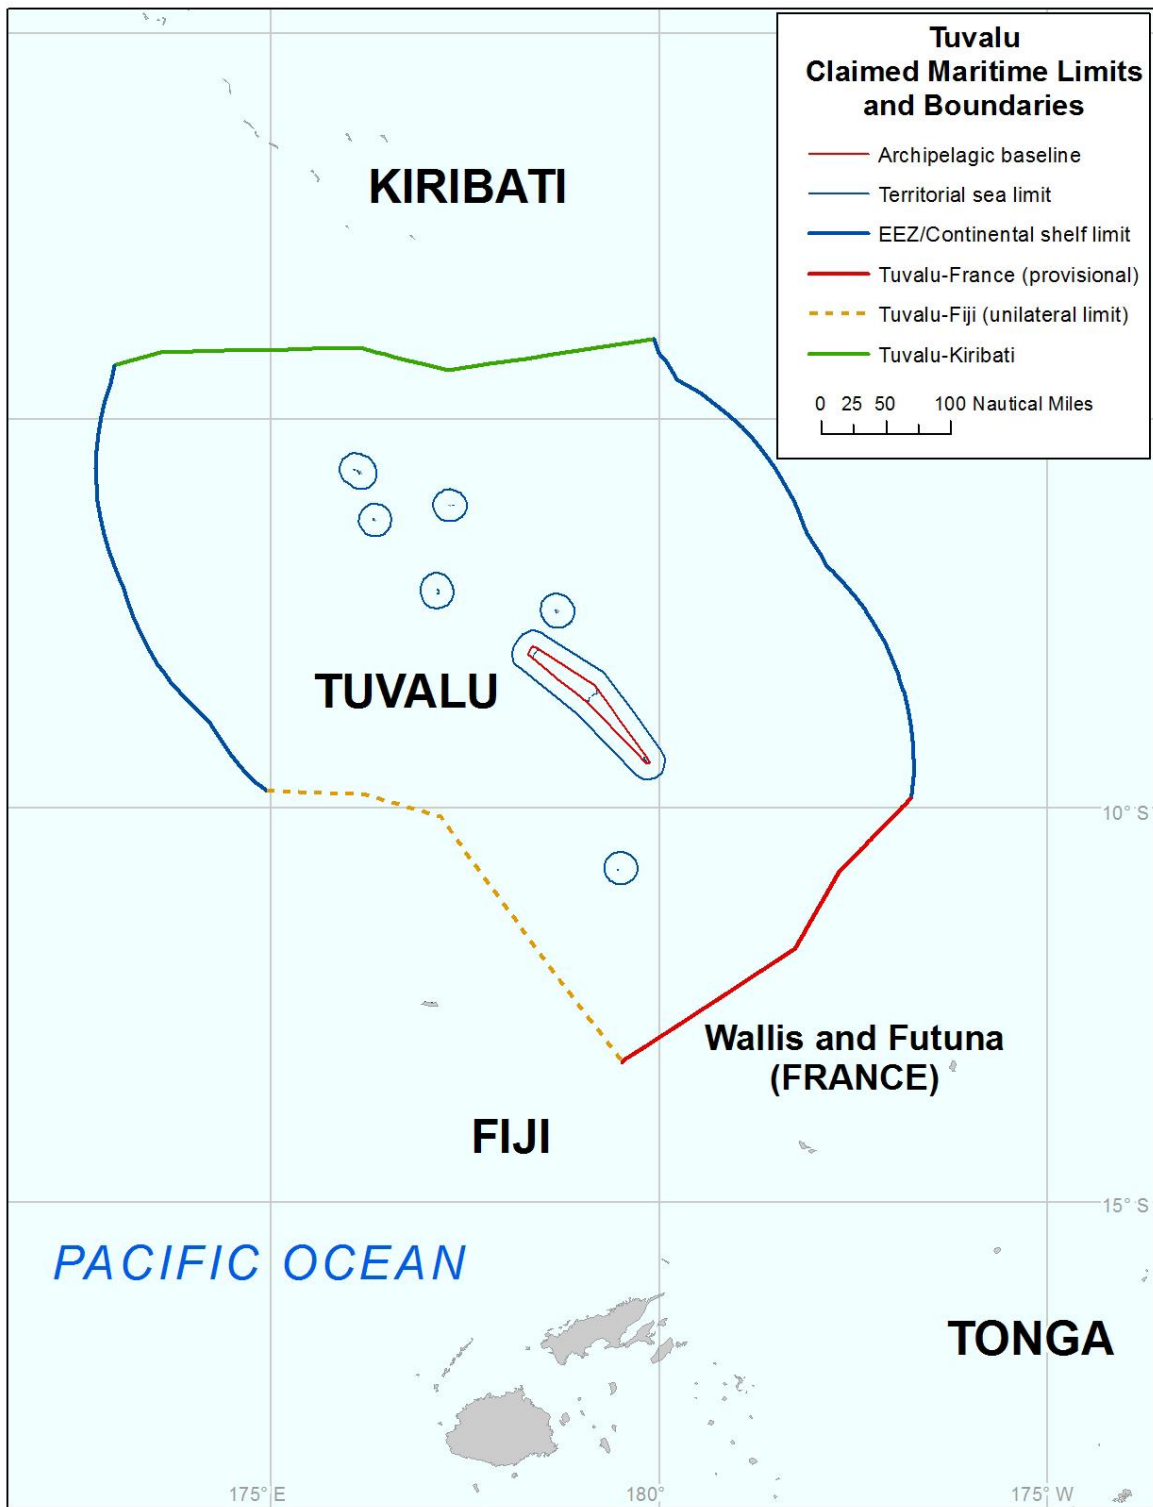 Tuvalu
Claimed Maritime Limits
and Boundaries
Archipelagic baseline
Territorial sea limit
EEZ/Continental shelf limit
Tuvalu-France (provisional)
Tuvalu-Fiji (unilateral limit)
Tuvalu-Kiribati
0 25 50 100 Nautical Miles
KIRIBATI
TUVALU
10° S
Wallis and Futuna
(FRANCE)
FIJI
15° S
PACIFIC OCEAN
TONGA
175° E
180°
175° W